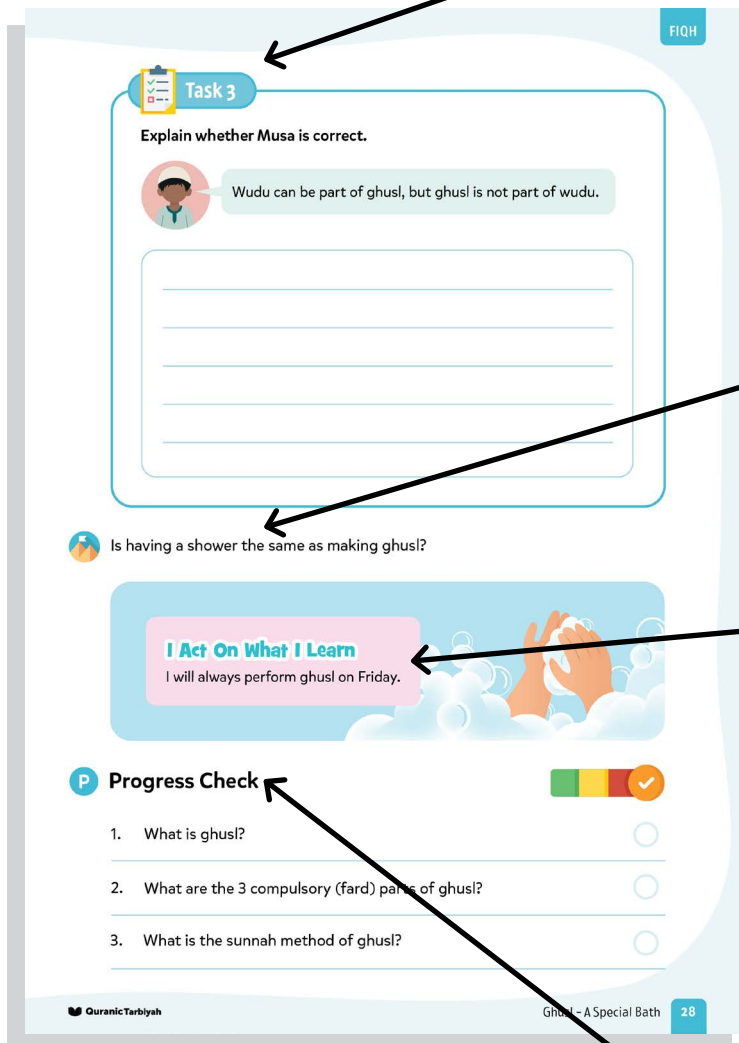 FIQH
Task 3
Explain whether Musa is correct.
Wudu can be part of ghusl, but ghusl is not part of wudu.
Is having a shower the same as making ghusl?
I Act On What I Learn
I will always perform ghusl on Friday.
P Progress Check
1. What is ghusl?
2. What are the 3 compulsory (fard) parts of ghusl?
3. What is the sunnah method of ghusl?
Quranic Tarbiyah
Ghusl - A Special Bath 28